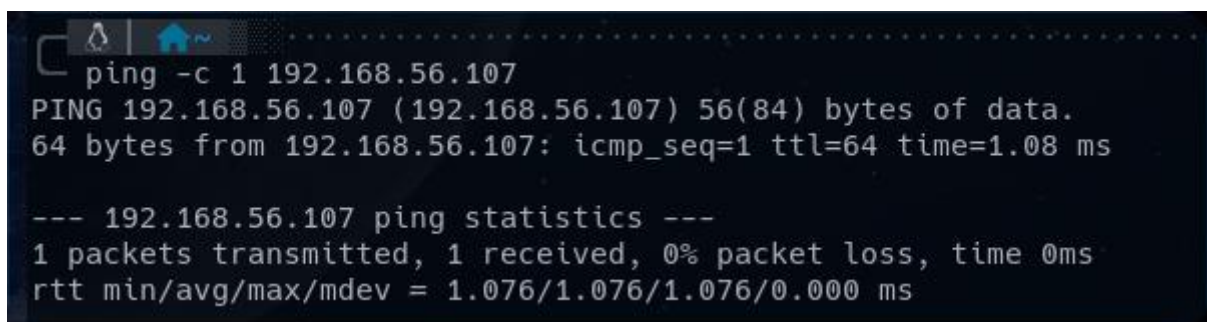 ~
ping -c 1 192.168.56.107
PING 192.168.56.107 (192.168.56.107) 56(84) bytes of data.
64 bytes from 192.168.56.107: icmp_seq=1 ttl=64 time=1.08 ms
--- 192.168.56.107 ping statistics ---
1 packets transmitted, 1 received, 0% packet loss, time 0ms
rtt min/avg/max/mdev = 1.076/1.076/1.076/0.000 ms